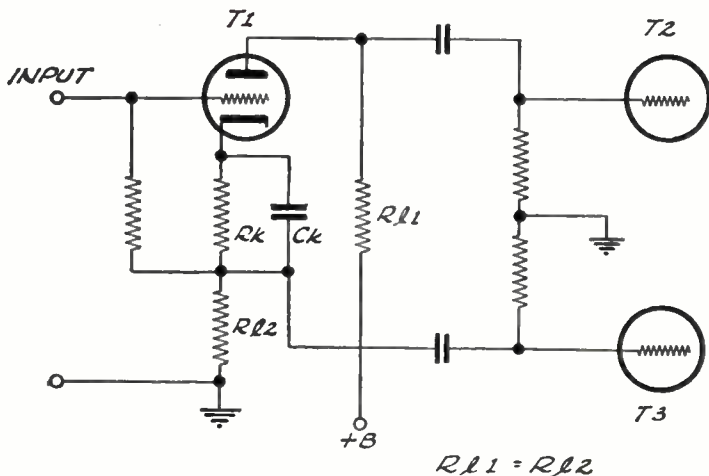 T1
T2
INPUT
Rk
Ck
Rl1
Rl2
T3
+B
Rl1 = Rl2